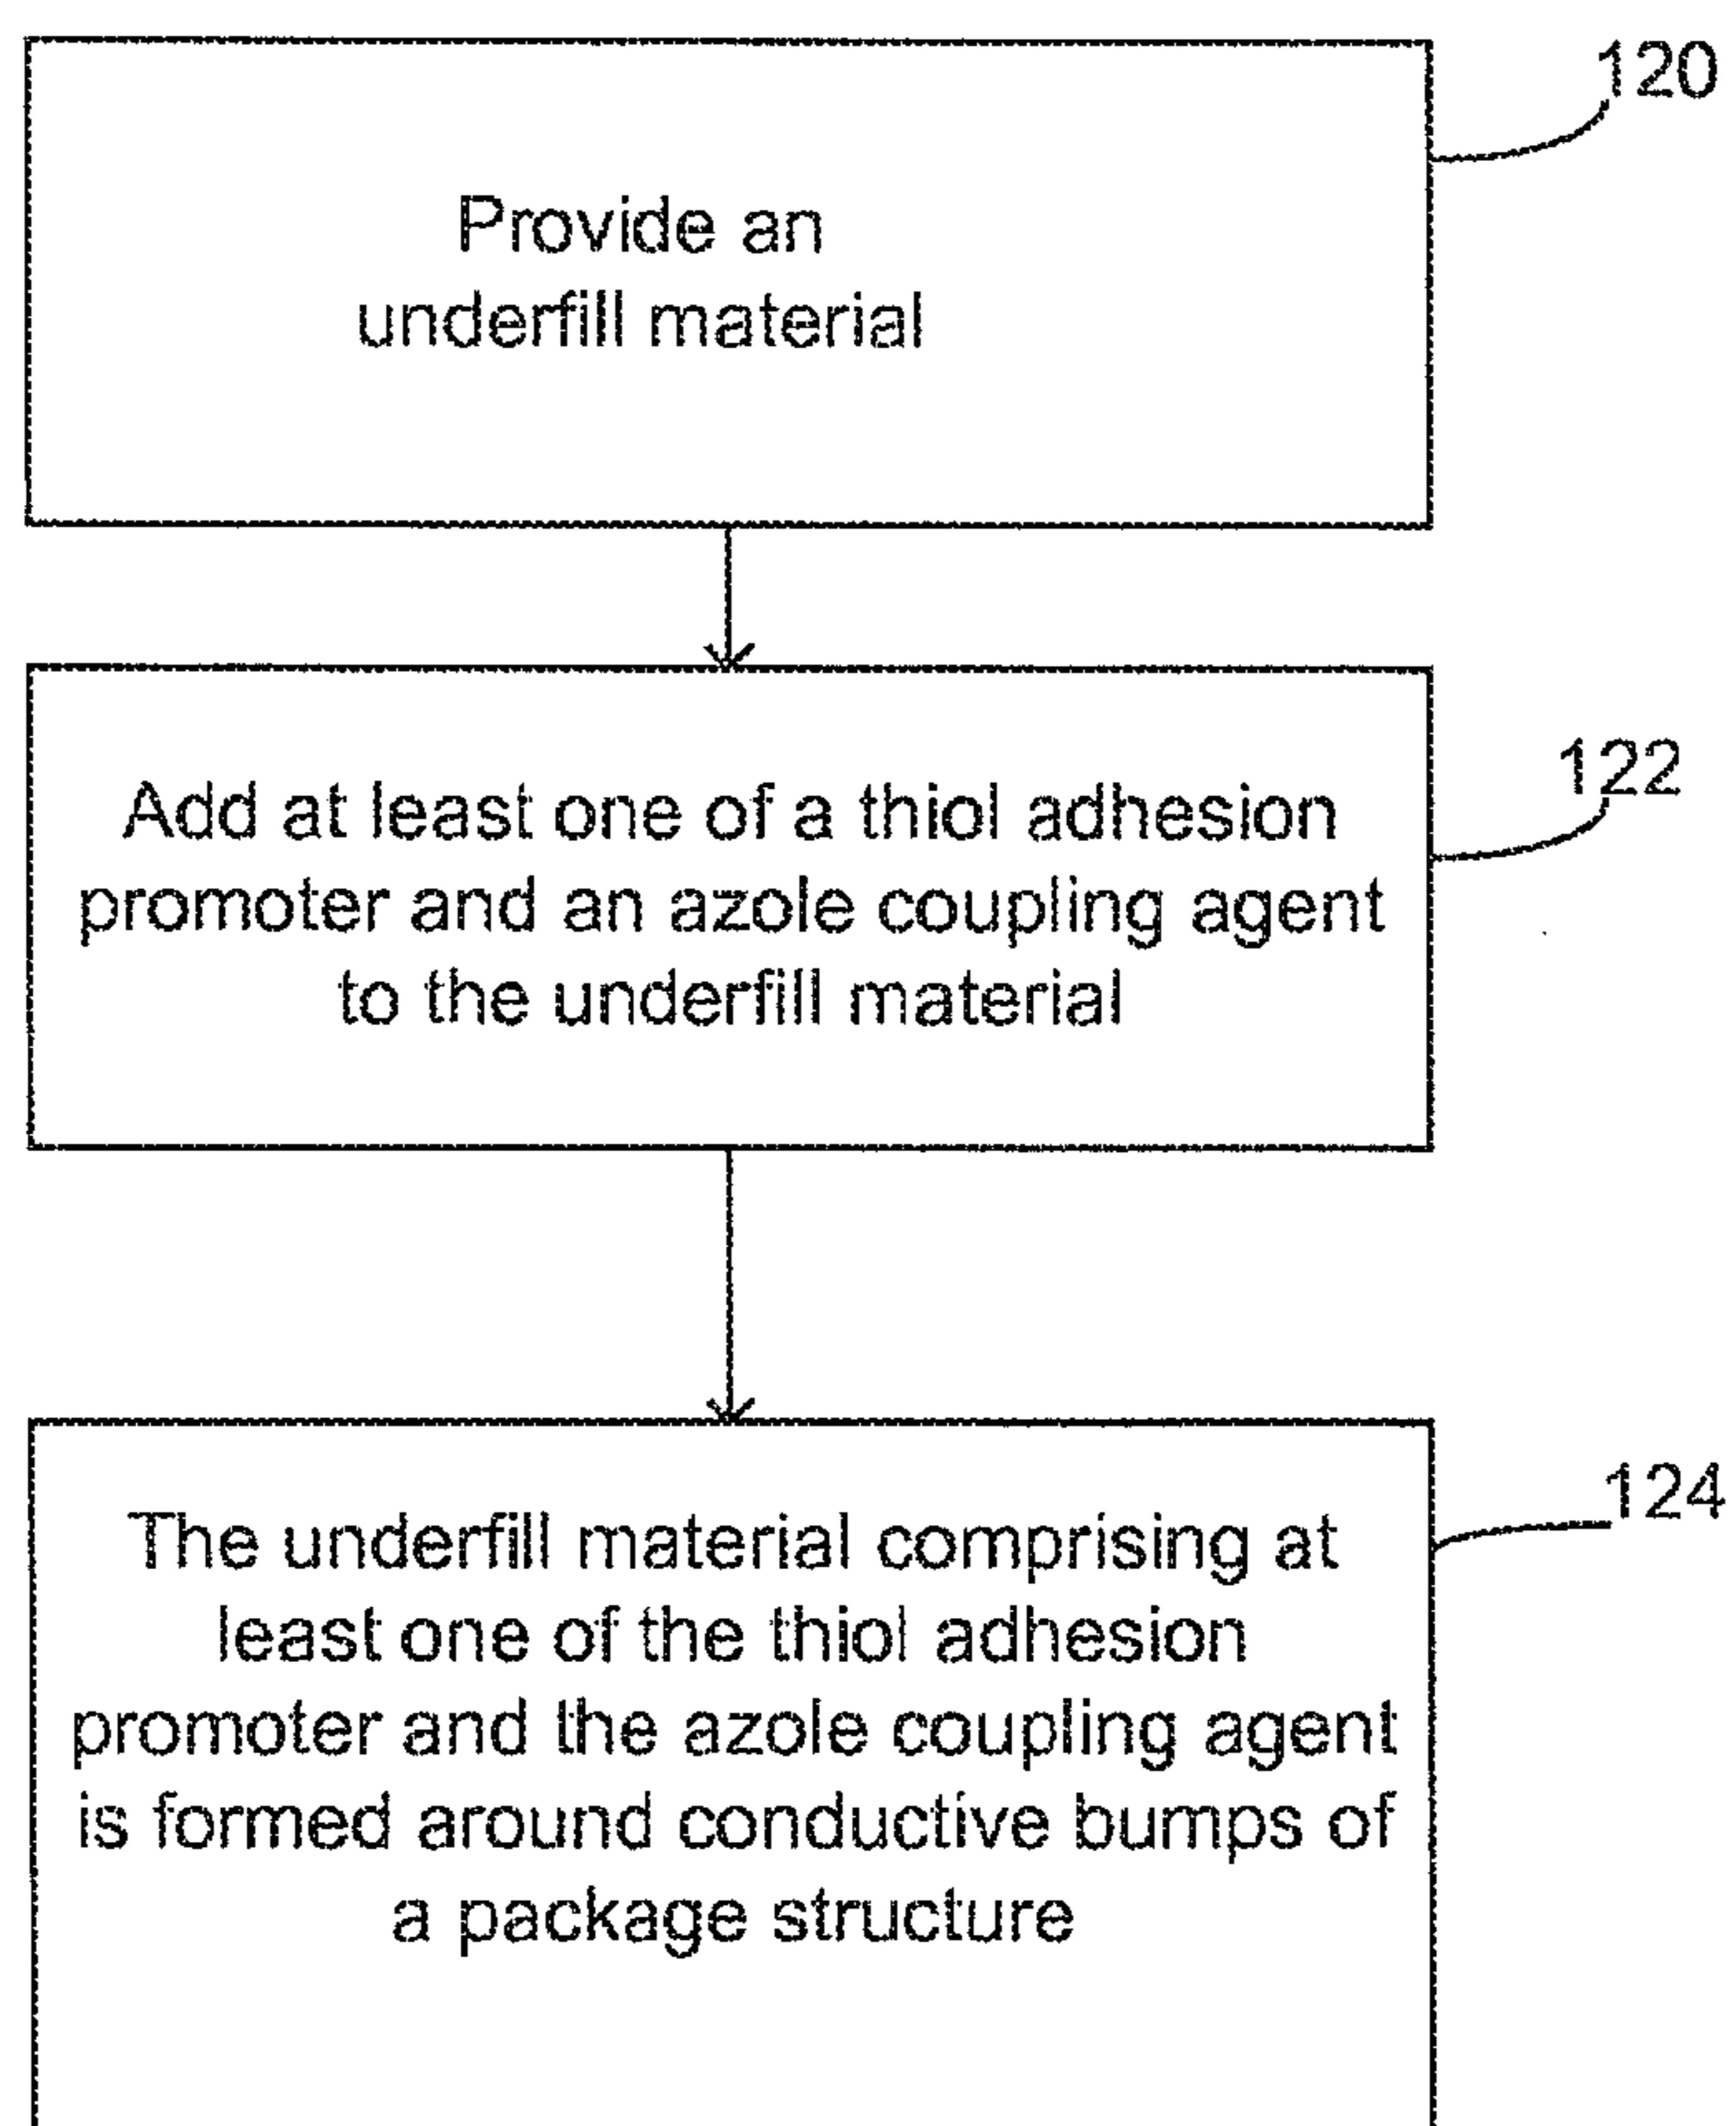 120
Provide an
underfill material
122
Add at least one of a thiol adhesion
promoter and an azole coupling agent
to the underfill material
124
The underfill material comprising at
least one of the thiol adhesion
promoter and the azole coupling agent
is formed around conductive bumps of
a package structure